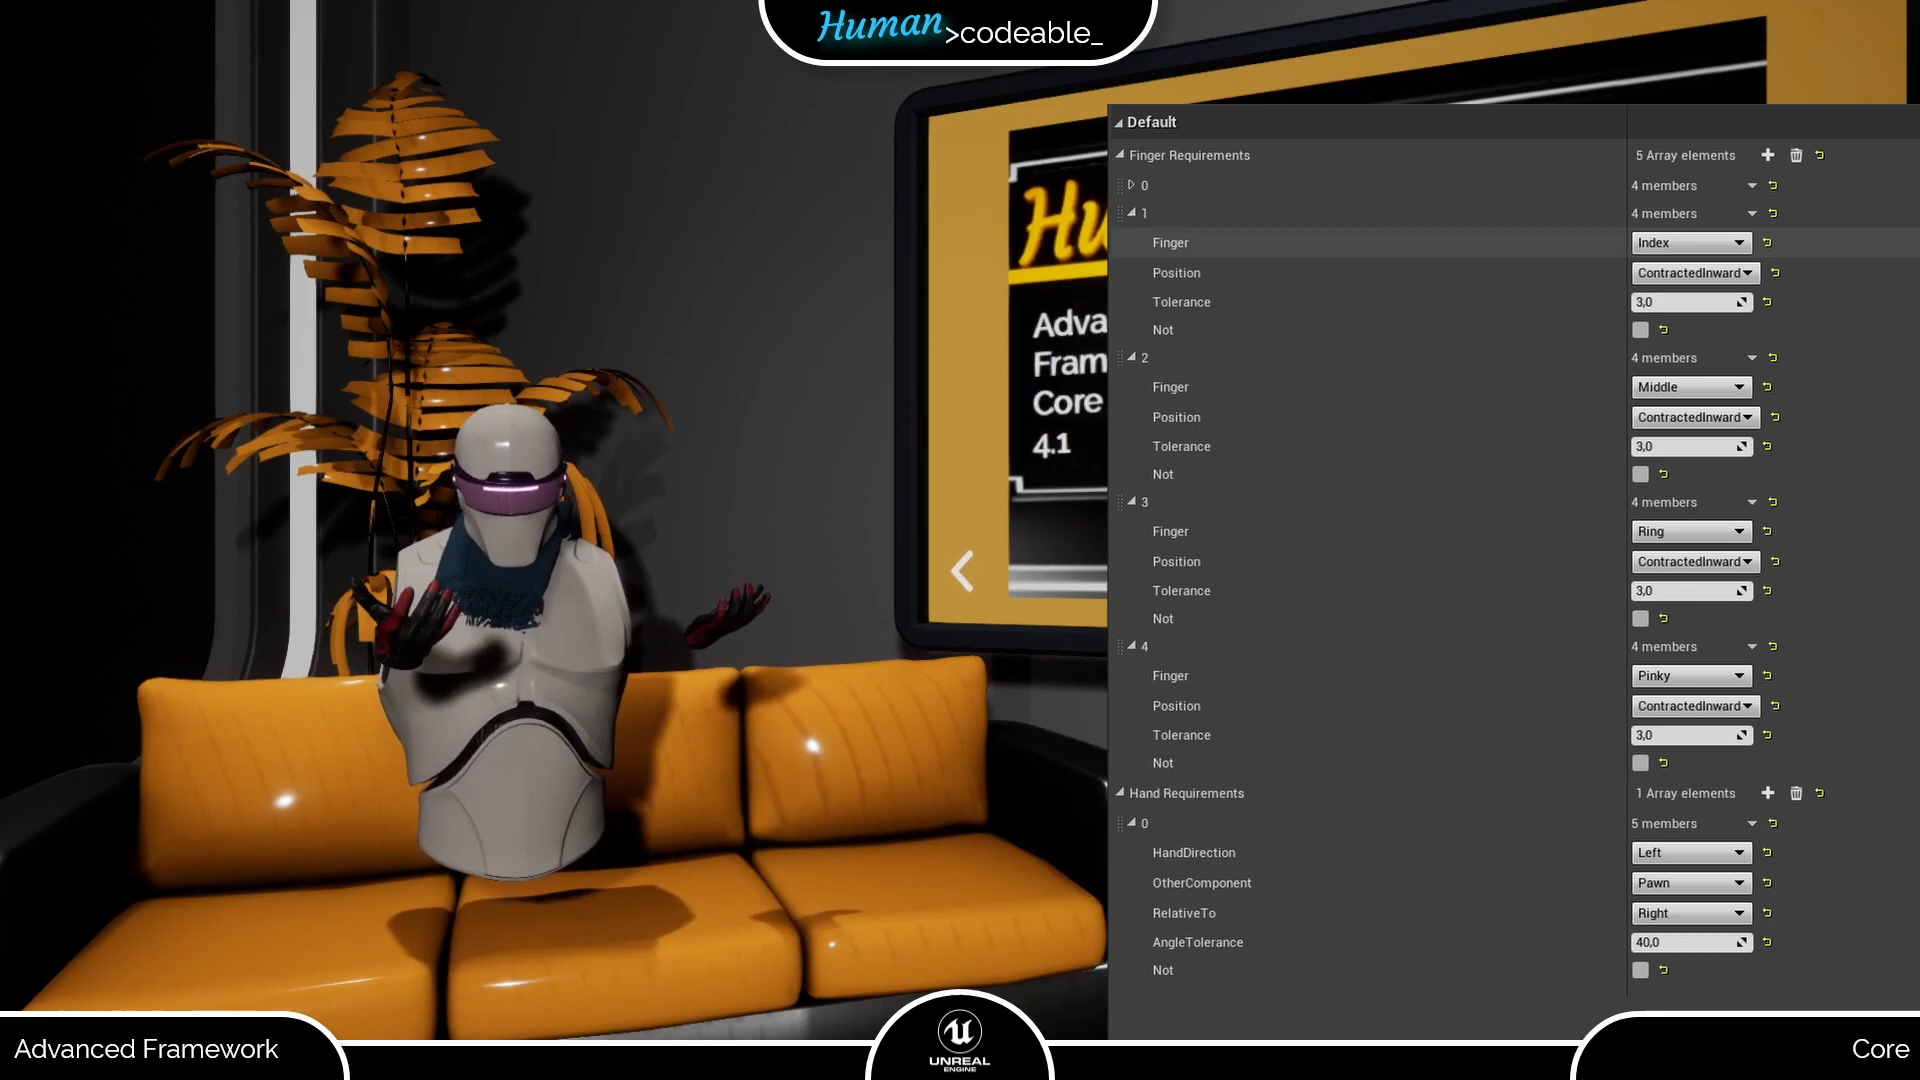 Human>codeable_
Default
Finger Requirements 5 Array elements
0 4 members
1 4 members
Finger Index
Position ContractedInward
Tolerance 3,0
Not
2 4 members
Finger Middle
Position ContractedInward
Tolerance 3,0
Not
3 4 members
Finger Ring
Position ContractedInward
Tolerance 3,0
Not
4 4 members
Finger Pinky
Position ContractedInward
Tolerance 3,0
Not
Hand Requirements 1 Array elements
0 5 members
HandDirection Left
OtherComponent Pawn
RelativeTo Right
AngleTolerance 40,0
Not
Hu
Adva
Fram
Core
4.1
Advanced Framework
UNREAL
ENGINE
Core